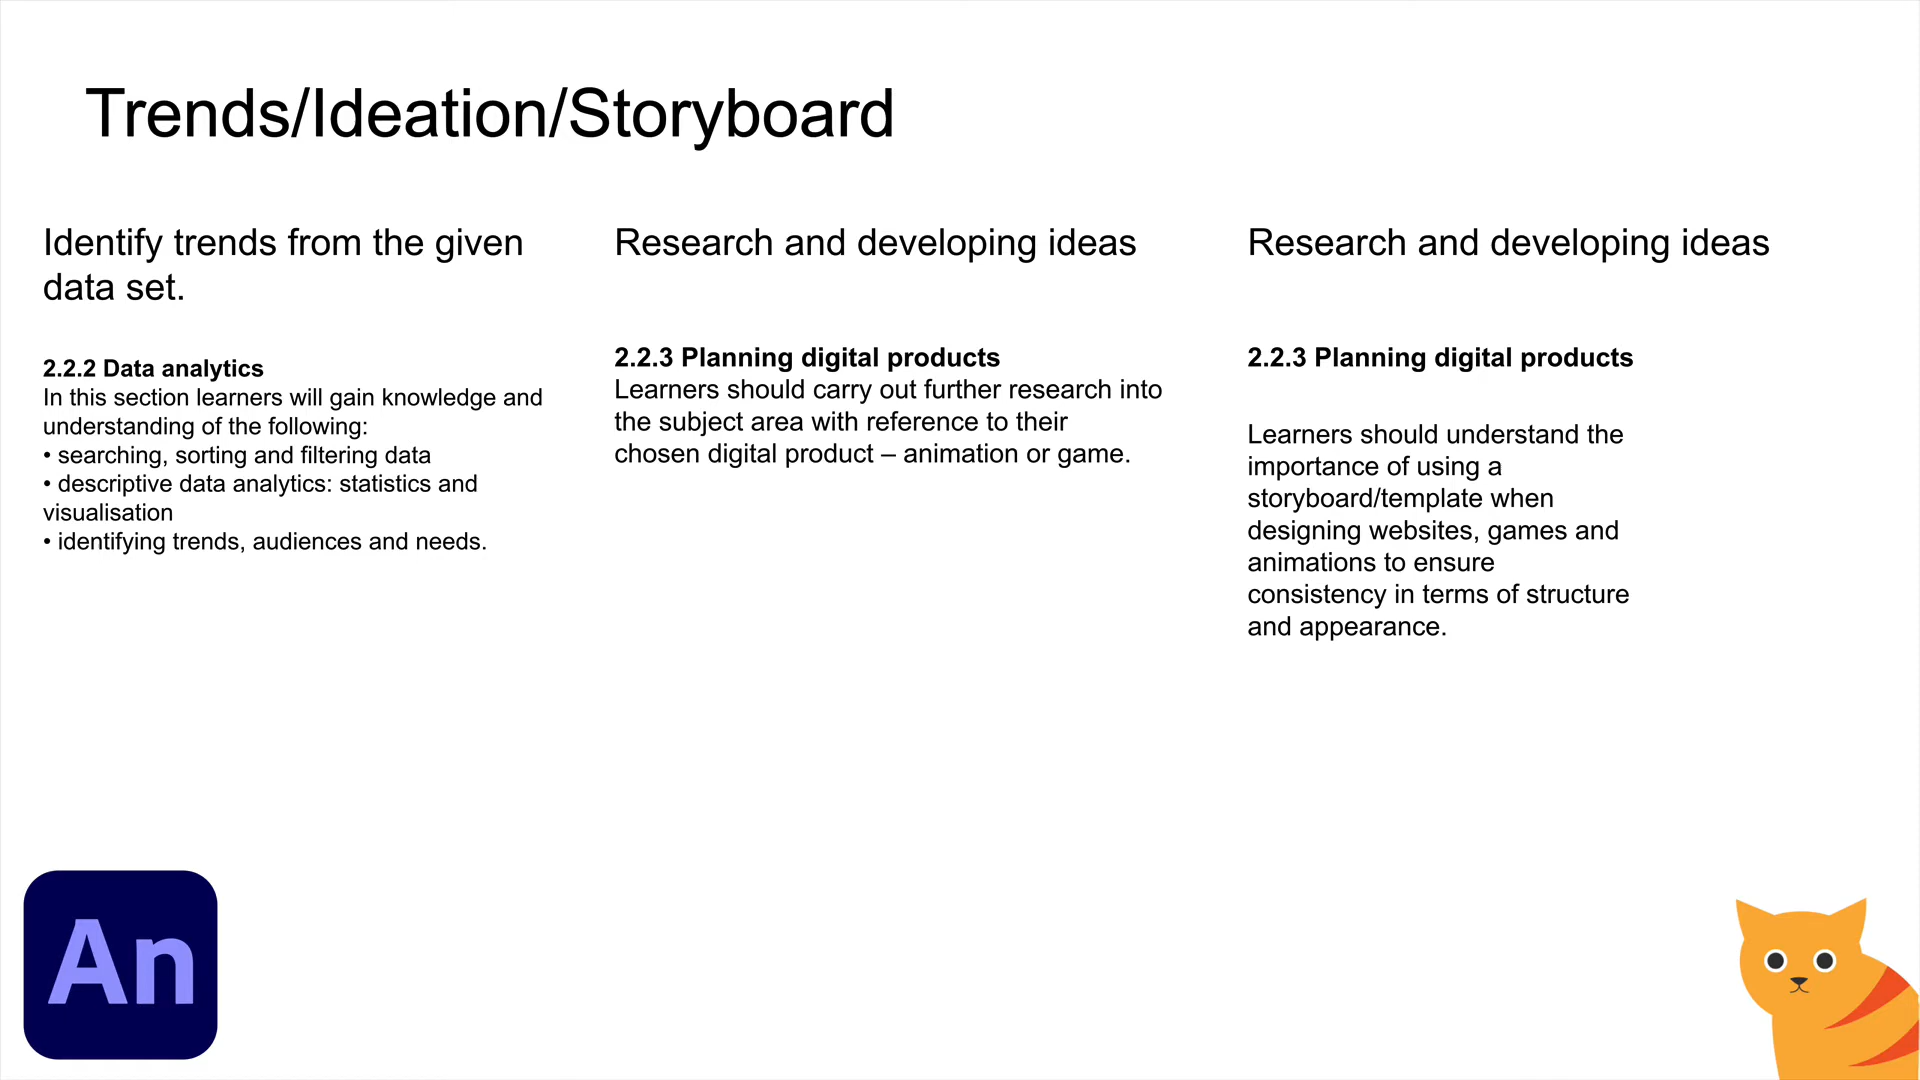 Trends/Ideation/Storyboard
Identify trends from the given
data set.
2.2.2 Data analytics
In this section learners will gain knowledge and
understanding of the following:
• searching, sorting and filtering data
• descriptive data analytics: statistics and
visualisation
• identifying trends, audiences and needs.
Research and developing ideas
2.2.3 Planning digital products
Learners should carry out further research into
the subject area with reference to their
chosen digital product – animation or game.
Research and developing ideas
2.2.3 Planning digital products
Learners should understand the
importance of using a
storyboard/template when
designing websites, games and
animations to ensure
consistency in terms of structure
and appearance.
An